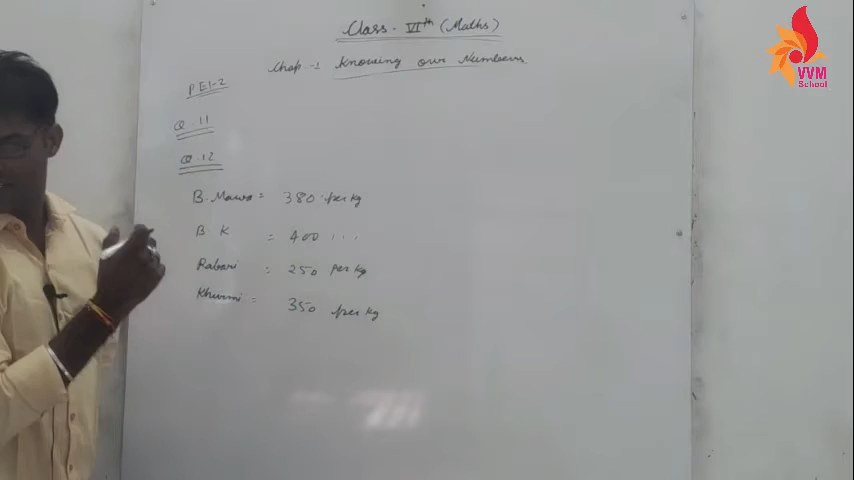 Class - VIth (Maths)
Chap -1 Knowing our Numbers
PE1-2
Q.11
Q.12
B. Mawa = 380 per kg
B. K = 400 . . .
Rabari = 250 per kg
Khurmi = 350 per kg
VVM
School